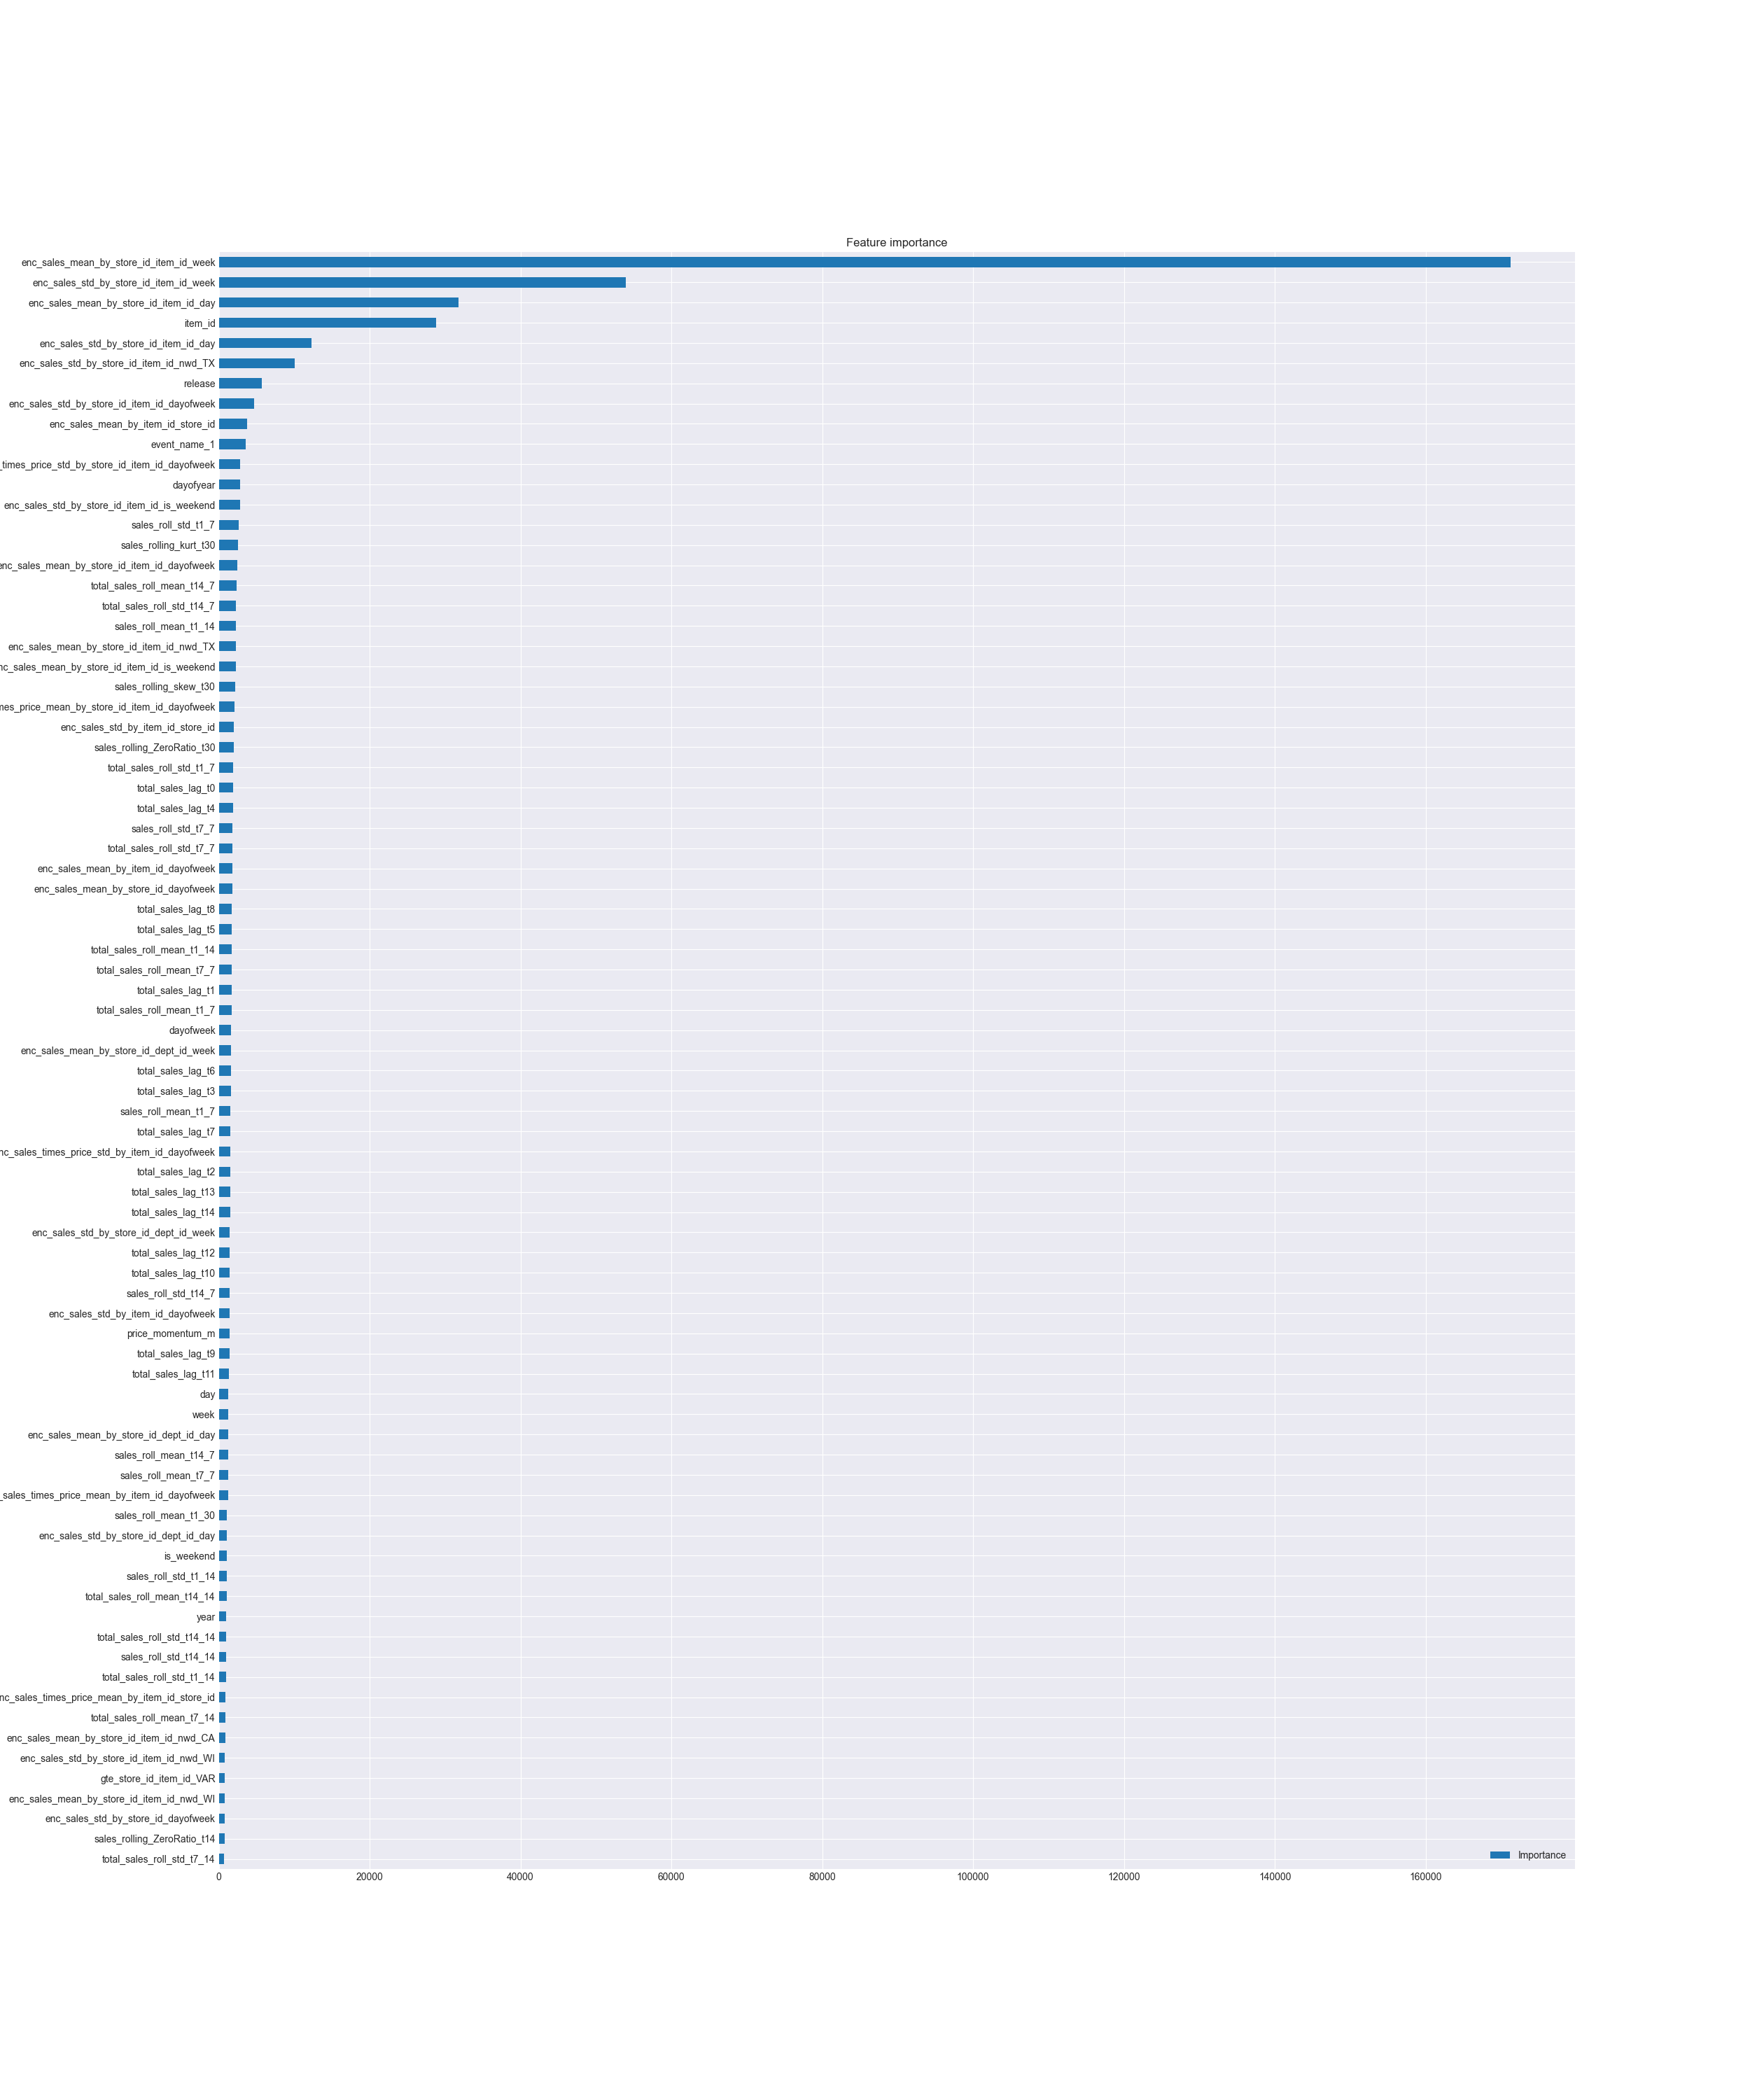 Feature importance
enc_sales_mean_by_store_id_item_id_week
enc_sales_std_by_store_id_item_id_week
enc_sales_mean_by_store_id_item_id_day
item_id
enc_sales_std_by_store_id_item_id_day
enc_sales_std_by_store_id_item_id_nwd_TX
release
enc_sales_std_by_store_id_item_id_dayofweek
enc_sales_mean_by_item_id_store_id
event_name_1
_times_price_std_by_store_id_item_id_dayofweek
dayofyear
enc_sales_std_by_store_id_item_id_is_weekend
sales_roll_std_t1_7
sales_rolling_kurt_t30
enc_sales_mean_by_store_id_item_id_dayofweek
total_sales_roll_mean_t14_7
total_sales_roll_std_t14_7
sales_roll_mean_t1_14
enc_sales_mean_by_store_id_item_id_nwd_TX
nc_sales_mean_by_store_id_item_id_is_weekend
sales_rolling_skew_t30
mes_price_mean_by_store_id_item_id_dayofweek
enc_sales_std_by_item_id_store_id
sales_rolling_ZeroRatio_t30
total_sales_roll_std_t1_7
total_sales_lag_t0
total_sales_lag_t4
sales_roll_std_t7_7
total_sales_roll_std_t7_7
enc_sales_mean_by_item_id_dayofweek
enc_sales_mean_by_store_id_dayofweek
total_sales_lag_t8
total_sales_lag_t5
total_sales_roll_mean_t1_14
total_sales_roll_mean_t7_7
total_sales_lag_t1
total_sales_roll_mean_t1_7
dayofweek
enc_sales_mean_by_store_id_dept_id_week
total_sales_lag_t6
total_sales_lag_t3
sales_roll_mean_t1_7
total_sales_lag_t7
nc_sales_times_price_std_by_item_id_dayofweek
total_sales_lag_t2
total_sales_lag_t13
total_sales_lag_t14
enc_sales_std_by_store_id_dept_id_week
total_sales_lag_t12
total_sales_lag_t10
sales_roll_std_t14_7
enc_sales_std_by_item_id_dayofweek
price_momentum_m
total_sales_lag_t9
total_sales_lag_t11
day
week
enc_sales_mean_by_store_id_dept_id_day
sales_roll_mean_t14_7
sales_roll_mean_t7_7
_sales_times_price_mean_by_item_id_dayofweek
sales_roll_mean_t1_30
enc_sales_std_by_store_id_dept_id_day
is_weekend
sales_roll_std_t1_14
total_sales_roll_mean_t14_14
year
total_sales_roll_std_t14_14
sales_roll_std_t14_14
total_sales_roll_std_t1_14
nc_sales_times_price_mean_by_item_id_store_id
total_sales_roll_mean_t7_14
enc_sales_mean_by_store_id_item_id_nwd_CA
enc_sales_std_by_store_id_item_id_nwd_WI
gte_store_id_item_id_VAR
enc_sales_mean_by_store_id_item_id_nwd_WI
enc_sales_std_by_store_id_dayofweek
sales_rolling_ZeroRatio_t14
total_sales_roll_std_t7_14
Importance
0 20000 40000 60000 80000 100000 120000 140000 160000